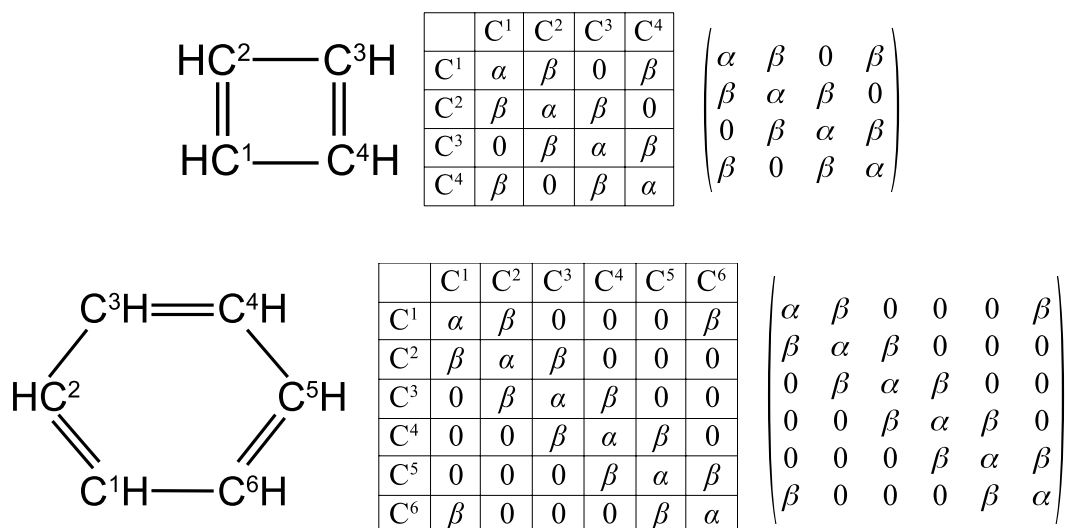 HC² C³H
HC¹ C⁴H
C¹ C² C³ C⁴
C¹ α β 0 β
C² β α β 0
C³ 0 β α β
C⁴ β 0 β α
α β 0 β
β α β 0
0 β α β
β 0 β α
C³H C⁴H
HC² C⁵H
C¹H C⁶H
C¹ C² C³ C⁴ C⁵ C⁶
C¹ α β 0 0 0 β
C² β α β 0 0 0
C³ 0 β α β 0 0
C⁴ 0 0 β α β 0
C⁵ 0 0 0 β α β
C⁶ β 0 0 0 β α
α β 0 0 0 β
β α β 0 0 0
0 β α β 0 0
0 0 β α β 0
0 0 0 β α β
β 0 0 0 β α